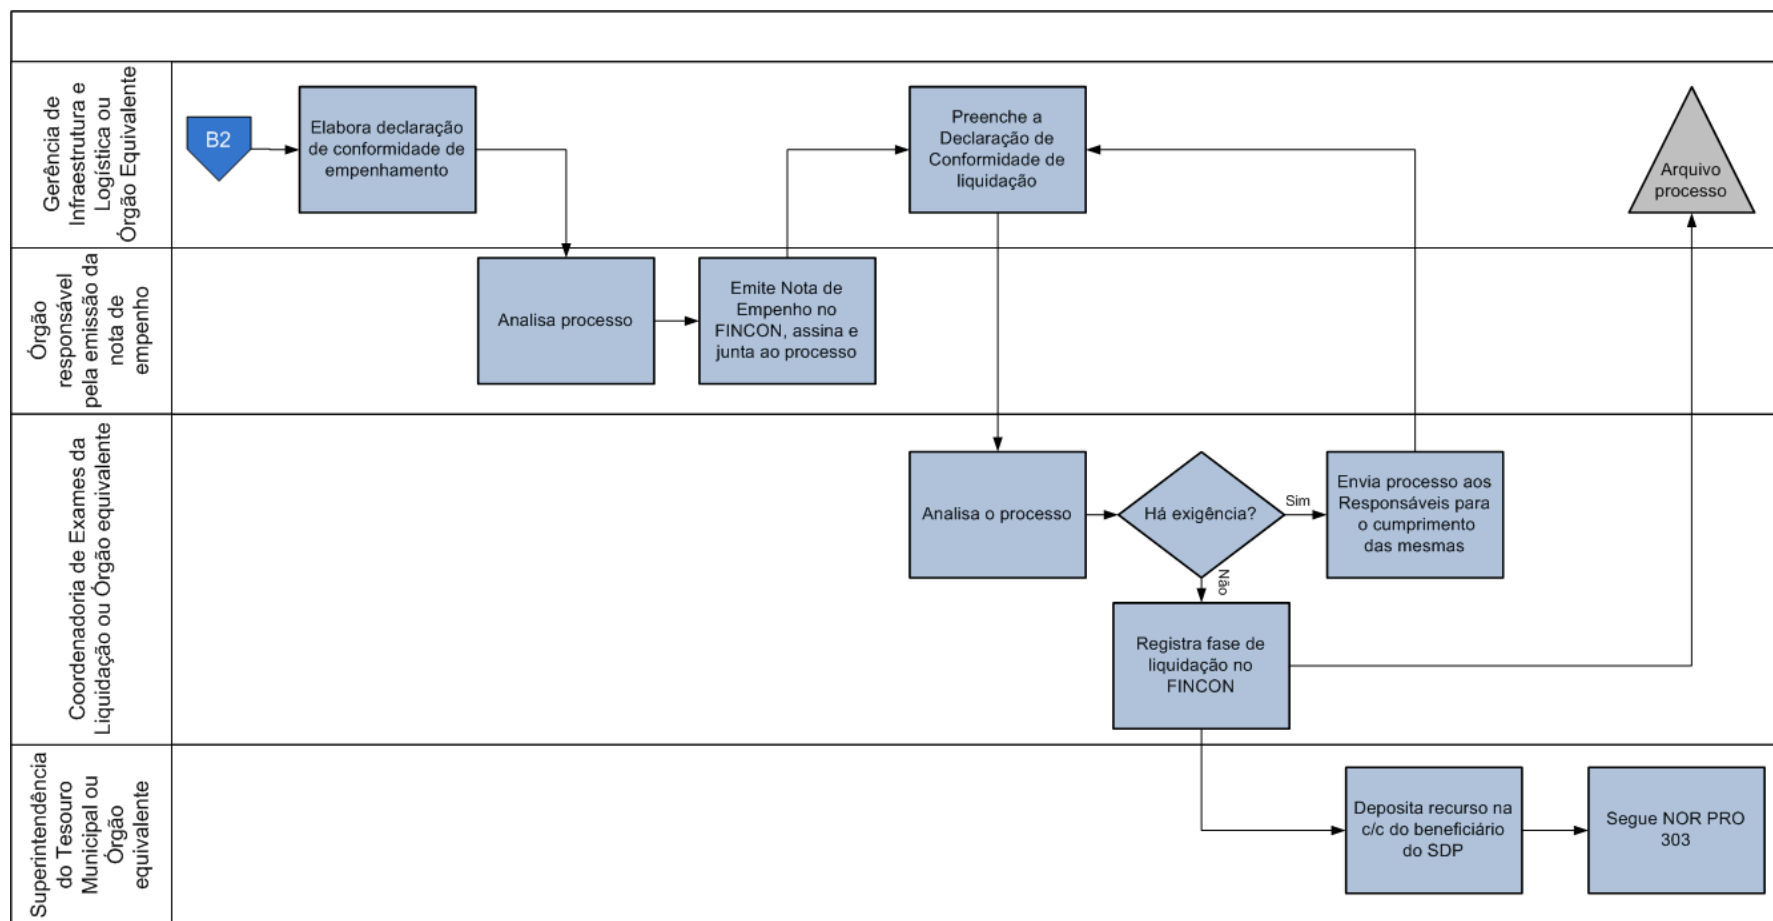 Gerência de
Infraestrutura e
Logística ou
Órgão Equivalente
B2
Elabora declaração
de conformidade de
empenhamento
Preenche a
Declaração de
Conformidade de
liquidação
Arquivo
processo
Órgão
responsável
pela emissão da
nota de
empenho
Analisa processo
Emite Nota de
Empenho no
FINCON, assina e
junta ao processo
Coordenadoria de Exames da
Liquidação ou Órgão equivalente
Analisa o processo
Há exigência?
Sim
Envia processo aos
Responsáveis para
o cumprimento
das mesmas
Não
Registra fase de
liquidação no
FINCON
Superintendência
do Tesouro
Municipal ou
Órgão
equivalente
Deposita recurso na
c/c do beneficiário
do SDP
Segue NOR PRO
303